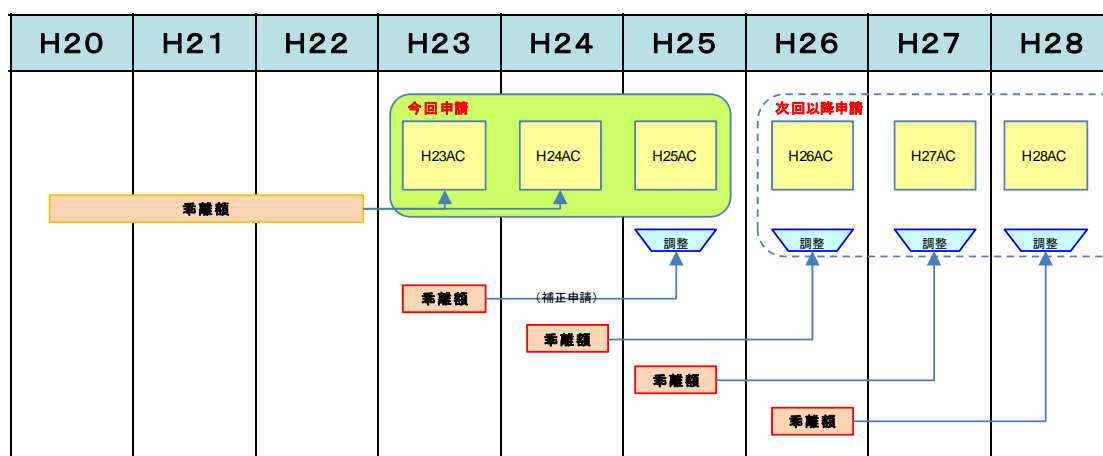 H20 H21 H22 H23 H24 H25 H26 H27 H28
今回申請 次回以降申請
H23AC H24AC H25AC H26AC H27AC H28AC
乖離額
調整 調整 調整 調整
乖離額 (補正申請)
乖離額
乖離額
乖離額